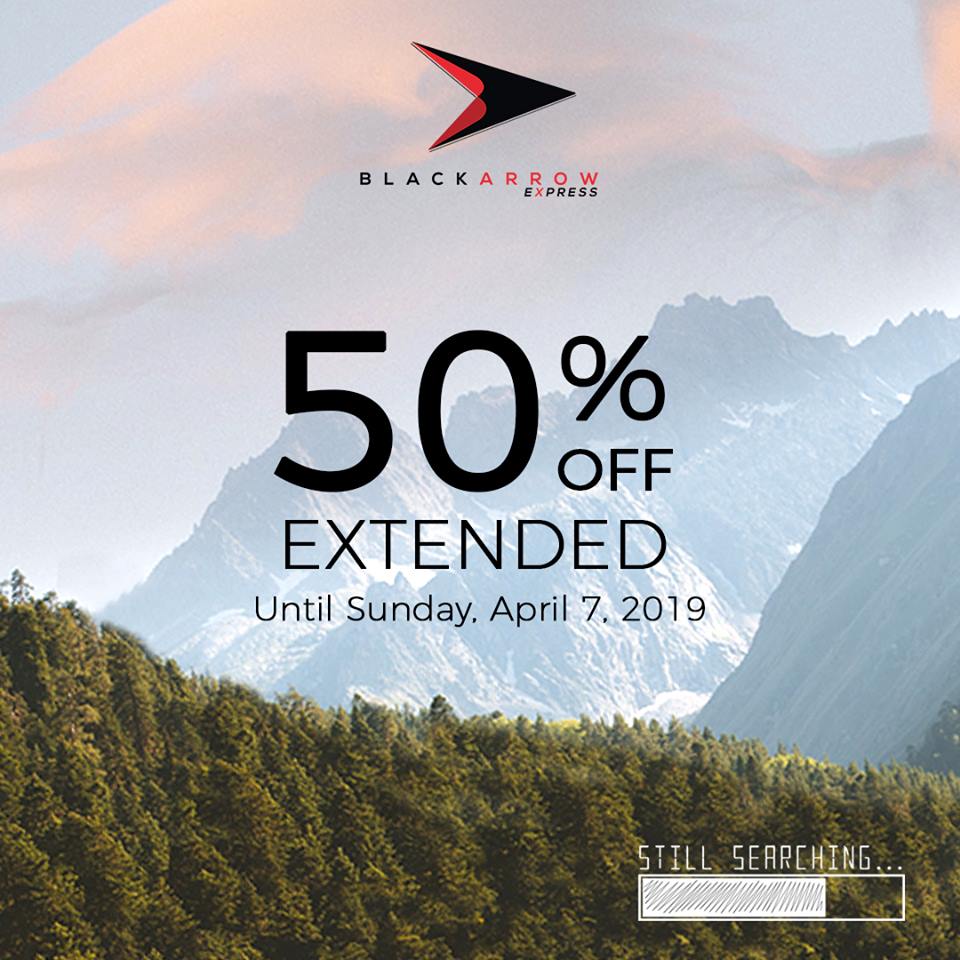 BLACKARROW
EXPRESS
50%
OFF
EXTENDED
Until Sunday, April 7, 2019
STILL SEARCHING...